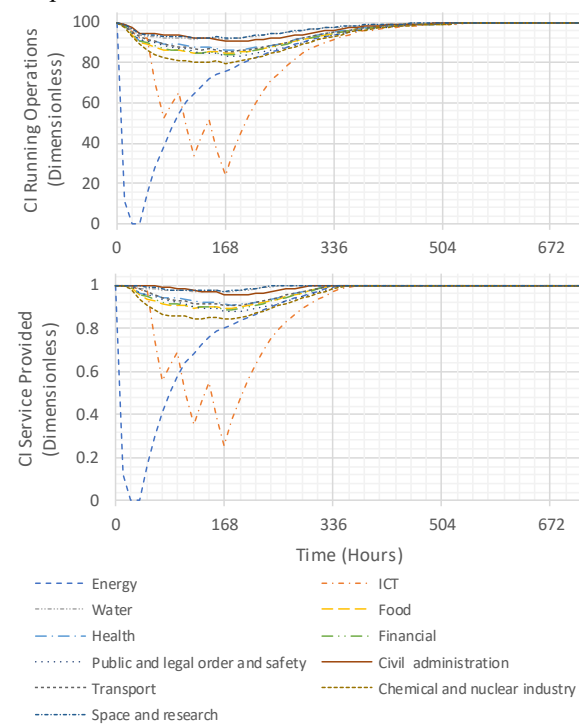 CI Running Operations
(Dimensionless)
100
80
60
40
20
0
0 168 336 504 672
CI Service Provided
(Dimensionless)
1
0.8
0.6
0.4
0.2
0
0 168 336 504 672
Time (Hours)
Energy ICT
Water Food
Health Financial
Public and legal order and safety Civil administration
Transport Chemical and nuclear industry
Space and research